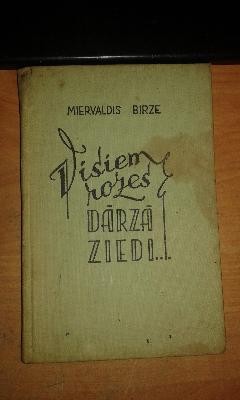 MIERVALDIS BIRZE
Visiem
rozes
DĀRZĀ
ZIEDI...